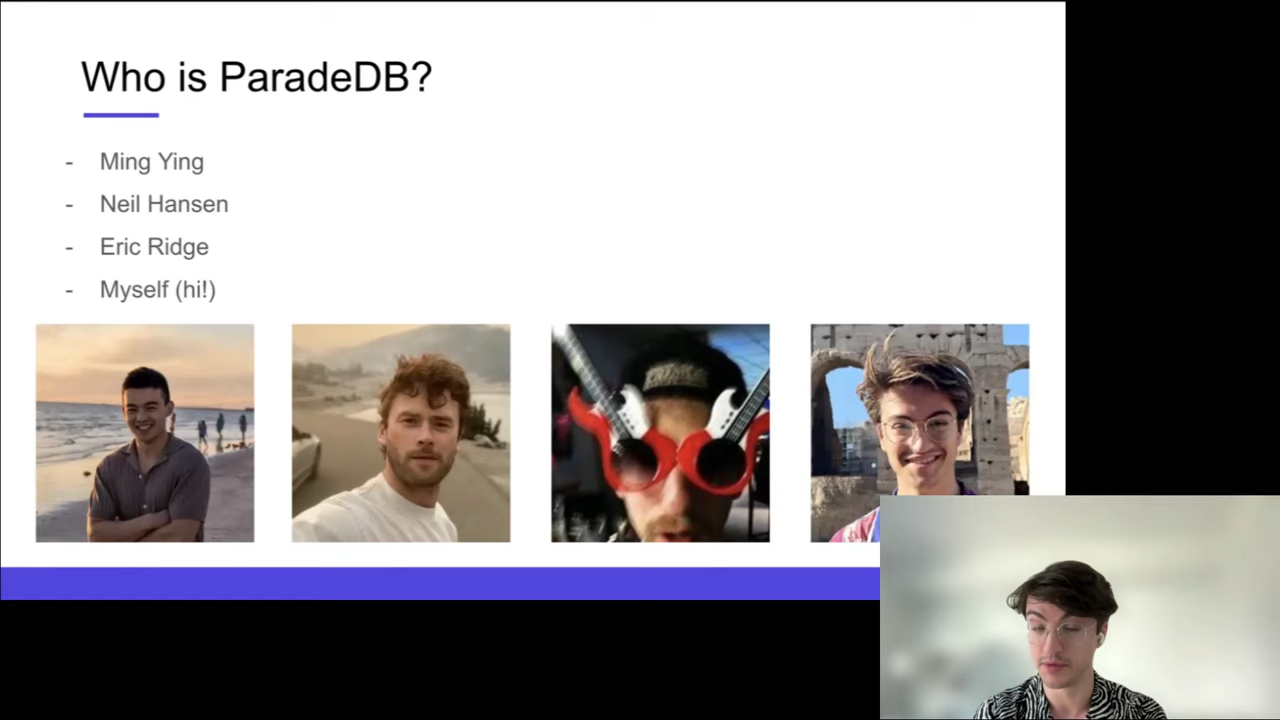 Who is ParadeDB?
- Ming Ying
- Neil Hansen
- Eric Ridge
- Myself (hi!)